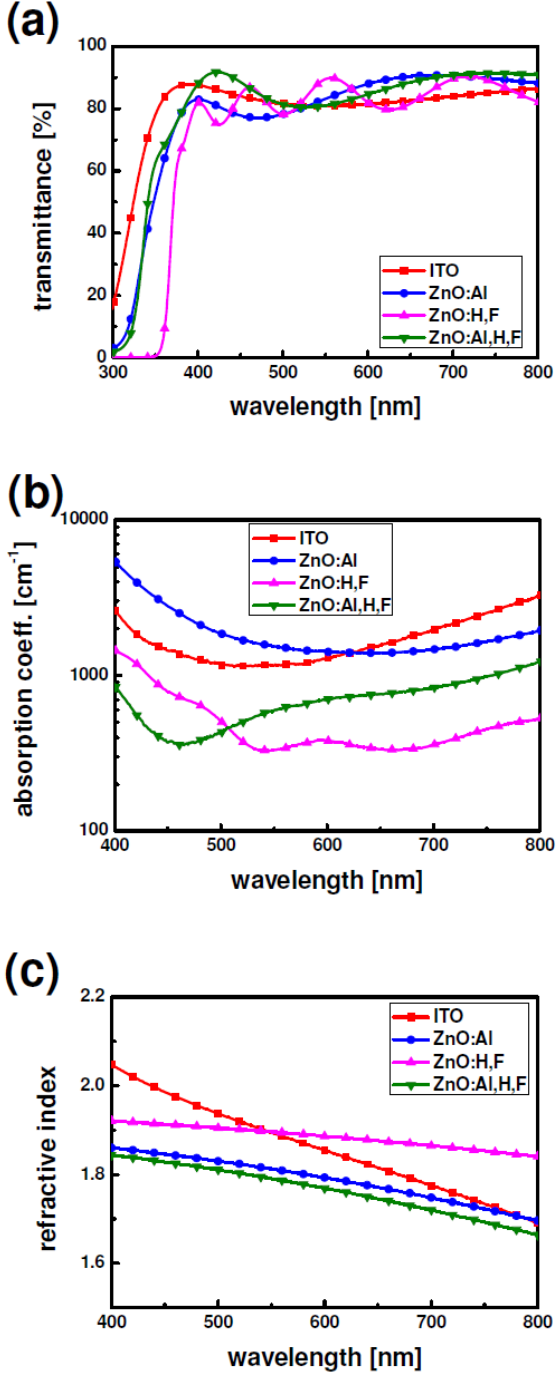 (a)
100
80
60
40
20
0
transmittance [%]
ITO
ZnO:Al
ZnO:H,F
ZnO:Al,H,F
300 400 500 600 700 800
wavelength [nm]
(b)
10000
1000
100
absorption coeff. [cm⁻¹]
ITO
ZnO:Al
ZnO:H,F
ZnO:Al,H,F
400 500 600 700 800
wavelength [nm]
(c)
2.2
2.0
1.8
1.6
refractive index
ITO
ZnO:Al
ZnO:H,F
ZnO:Al,H,F
400 500 600 700 800
wavelength [nm]